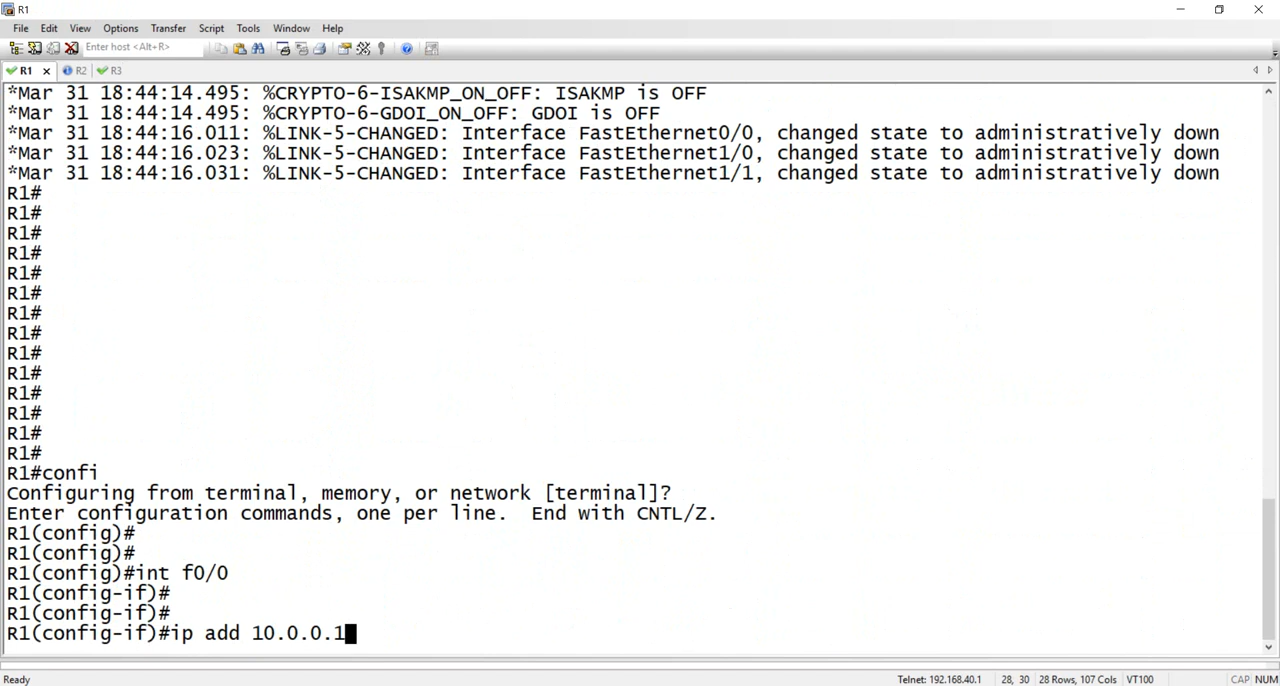 R1
File Edit View Options Transfer Script Tools Window Help
Enter host <Alt+R>
R1 R2 R3
*Mar 31 18:44:14.495: %CRYPTO-6-ISAKMP_ON_OFF: ISAKMP is OFF
*Mar 31 18:44:14.495: %CRYPTO-6-GDOI_ON_OFF: GDOI is OFF
*Mar 31 18:44:16.011: %LINK-5-CHANGED: Interface FastEthernet0/0, changed state to administratively down
*Mar 31 18:44:16.023: %LINK-5-CHANGED: Interface FastEthernet1/0, changed state to administratively down
*Mar 31 18:44:16.031: %LINK-5-CHANGED: Interface FastEthernet1/1, changed state to administratively down
R1#
R1#
R1#
R1#
R1#
R1#
R1#
R1#
R1#
R1#
R1#
R1#
R1#
R1#
R1#confi
Configuring from terminal, memory, or network [terminal]?
Enter configuration commands, one per line.  End with CNTL/Z.
R1(config)#
R1(config)#
R1(config)#int f0/0
R1(config-if)#
R1(config-if)#
R1(config-if)#ip add 10.0.0.1
Ready Telnet: 192.168.40.1 28, 30 28 Rows, 107 Cols VT100 CAP NUM